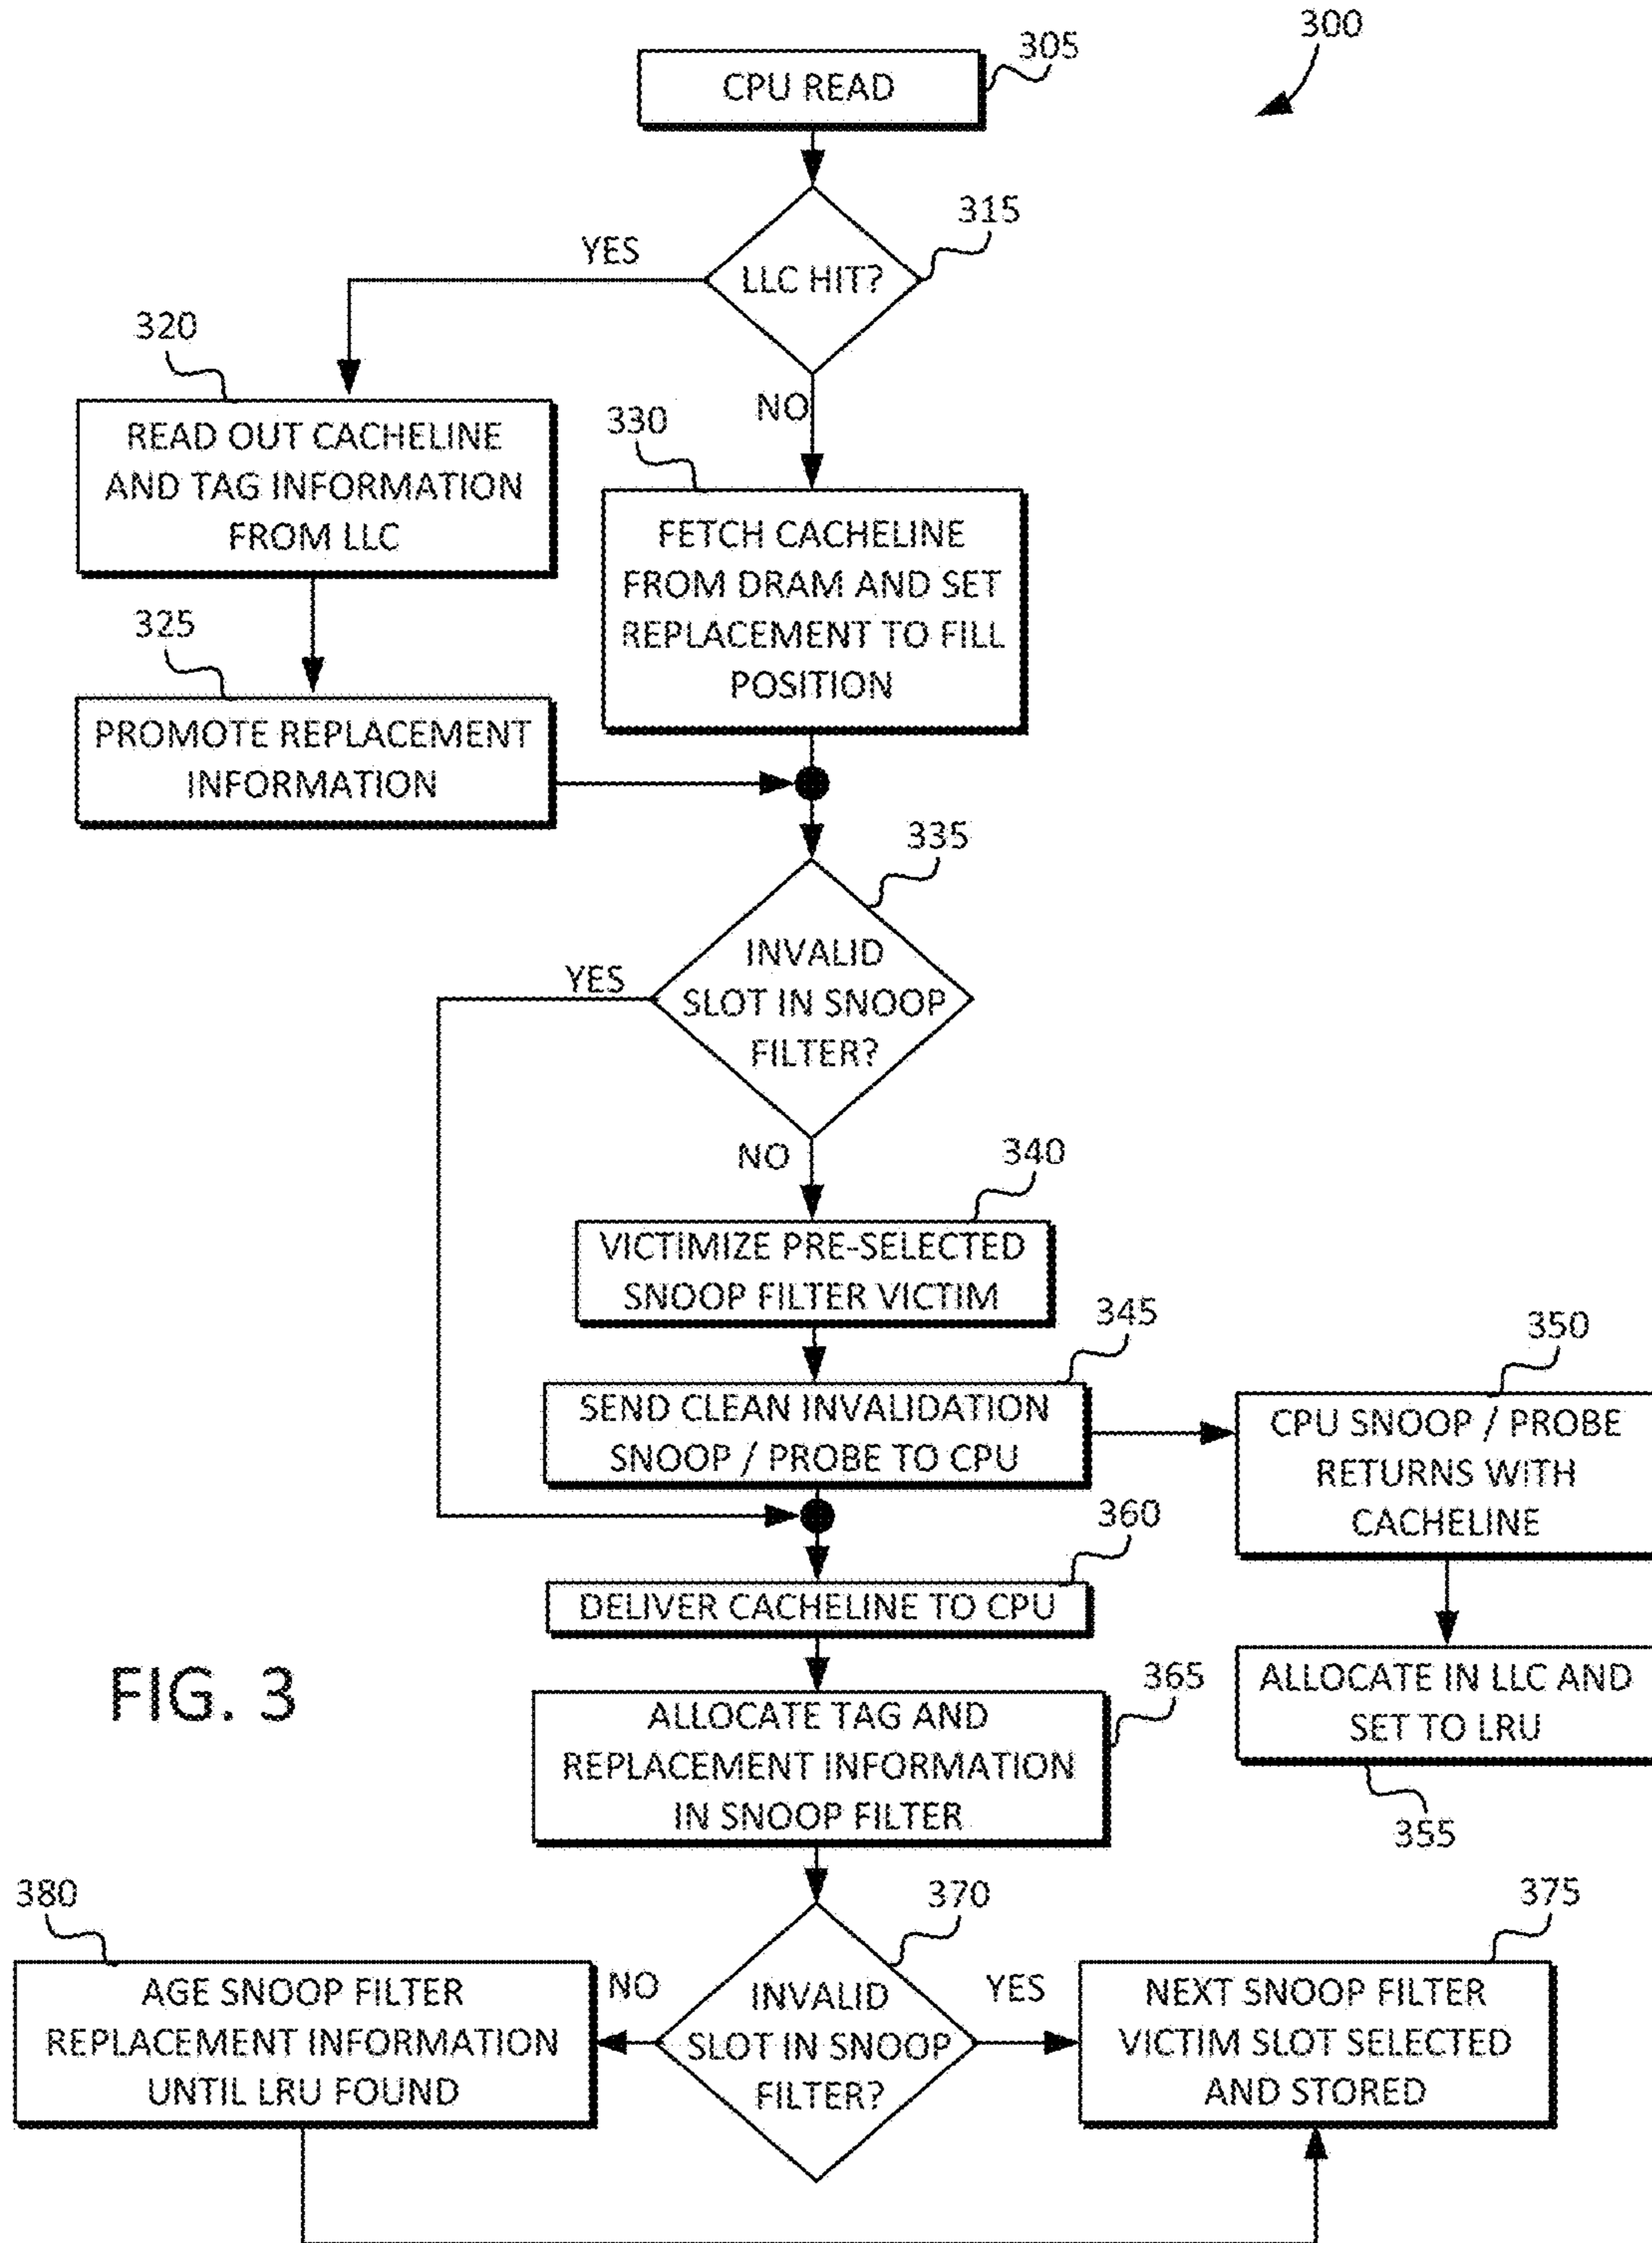 300
305
CPU READ
315
LLC HIT?
YES
NO
320
READ OUT CACHELINE
AND TAG INFORMATION
FROM LLC
330
FETCH CACHELINE
FROM DRAM AND SET
REPLACEMENT TO FILL
POSITION
325
PROMOTE REPLACEMENT
INFORMATION
335
INVALID
SLOT IN SNOOP
FILTER?
YES
NO
340
VICTIMIZE PRE-SELECTED
SNOOP FILTER VICTIM
345
SEND CLEAN INVALIDATION
SNOOP / PROBE TO CPU
350
CPU SNOOP / PROBE
RETURNS WITH
CACHELINE
360
DELIVER CACHELINE TO CPU
ALLOCATE IN LLC AND
SET TO LRU
355
FIG. 3
365
ALLOCATE TAG AND
REPLACEMENT INFORMATION
IN SNOOP FILTER
370
INVALID
SLOT IN SNOOP
FILTER?
NO
YES
380
AGE SNOOP FILTER
REPLACEMENT INFORMATION
UNTIL LRU FOUND
375
NEXT SNOOP FILTER
VICTIM SLOT SELECTED
AND STORED